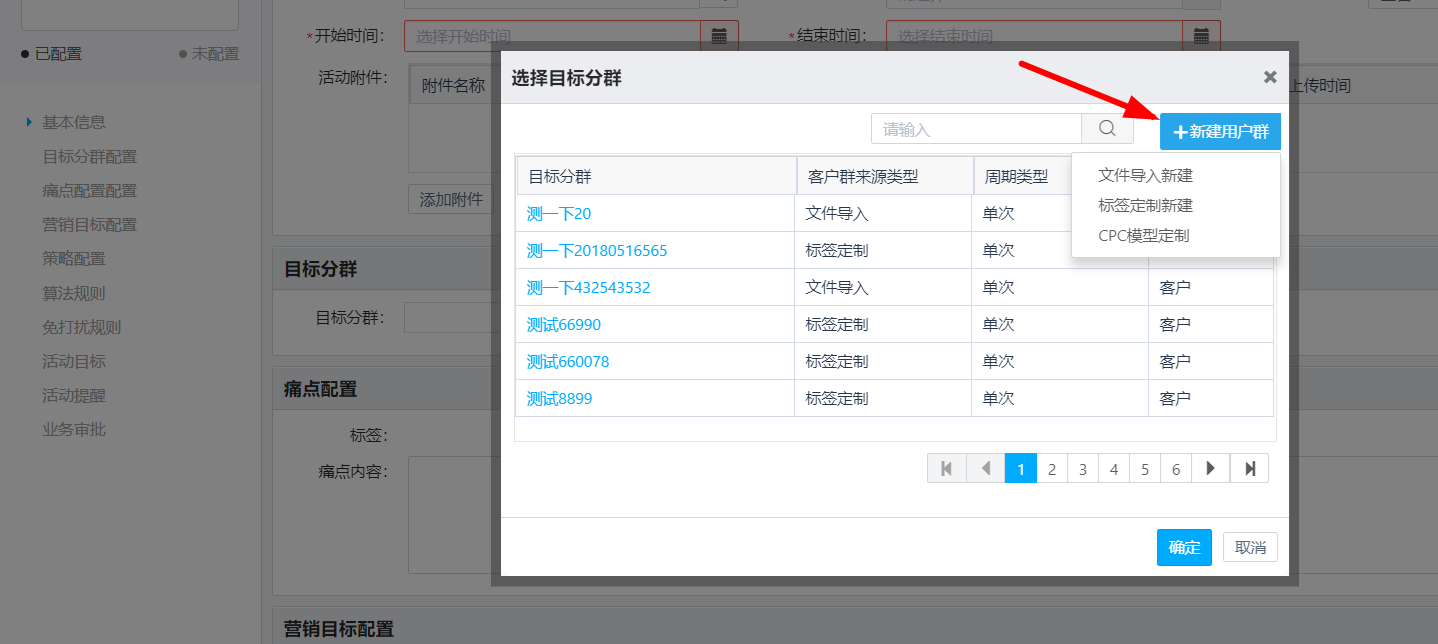 *开始时间： 选择开始时间 *结束时间： 选择结束时间
已配置 未配置
活动附件： 附件名称 上传时间
添加附件
基本信息
目标分群配置
痛点配置配置
营销目标配置
策略配置
算法规则
免打扰规则
活动目标
活动提醒
业务审批
目标分群
目标分群：
痛点配置
标签：
痛点内容：
营销目标配置
选择目标分群
请输入
新建用户群
文件导入新建
标签定制新建
CPC模型定制
目标分群 客户群来源类型 周期类型
测一下20 文件导入 单次
测一下20180516565 标签定制 单次
测一下432543532 文件导入 单次 客户
测试66990 标签定制 单次 客户
测试660078 标签定制 单次 客户
测试8899 标签定制 单次 客户
1 2 3 4 5 6
确定 取消